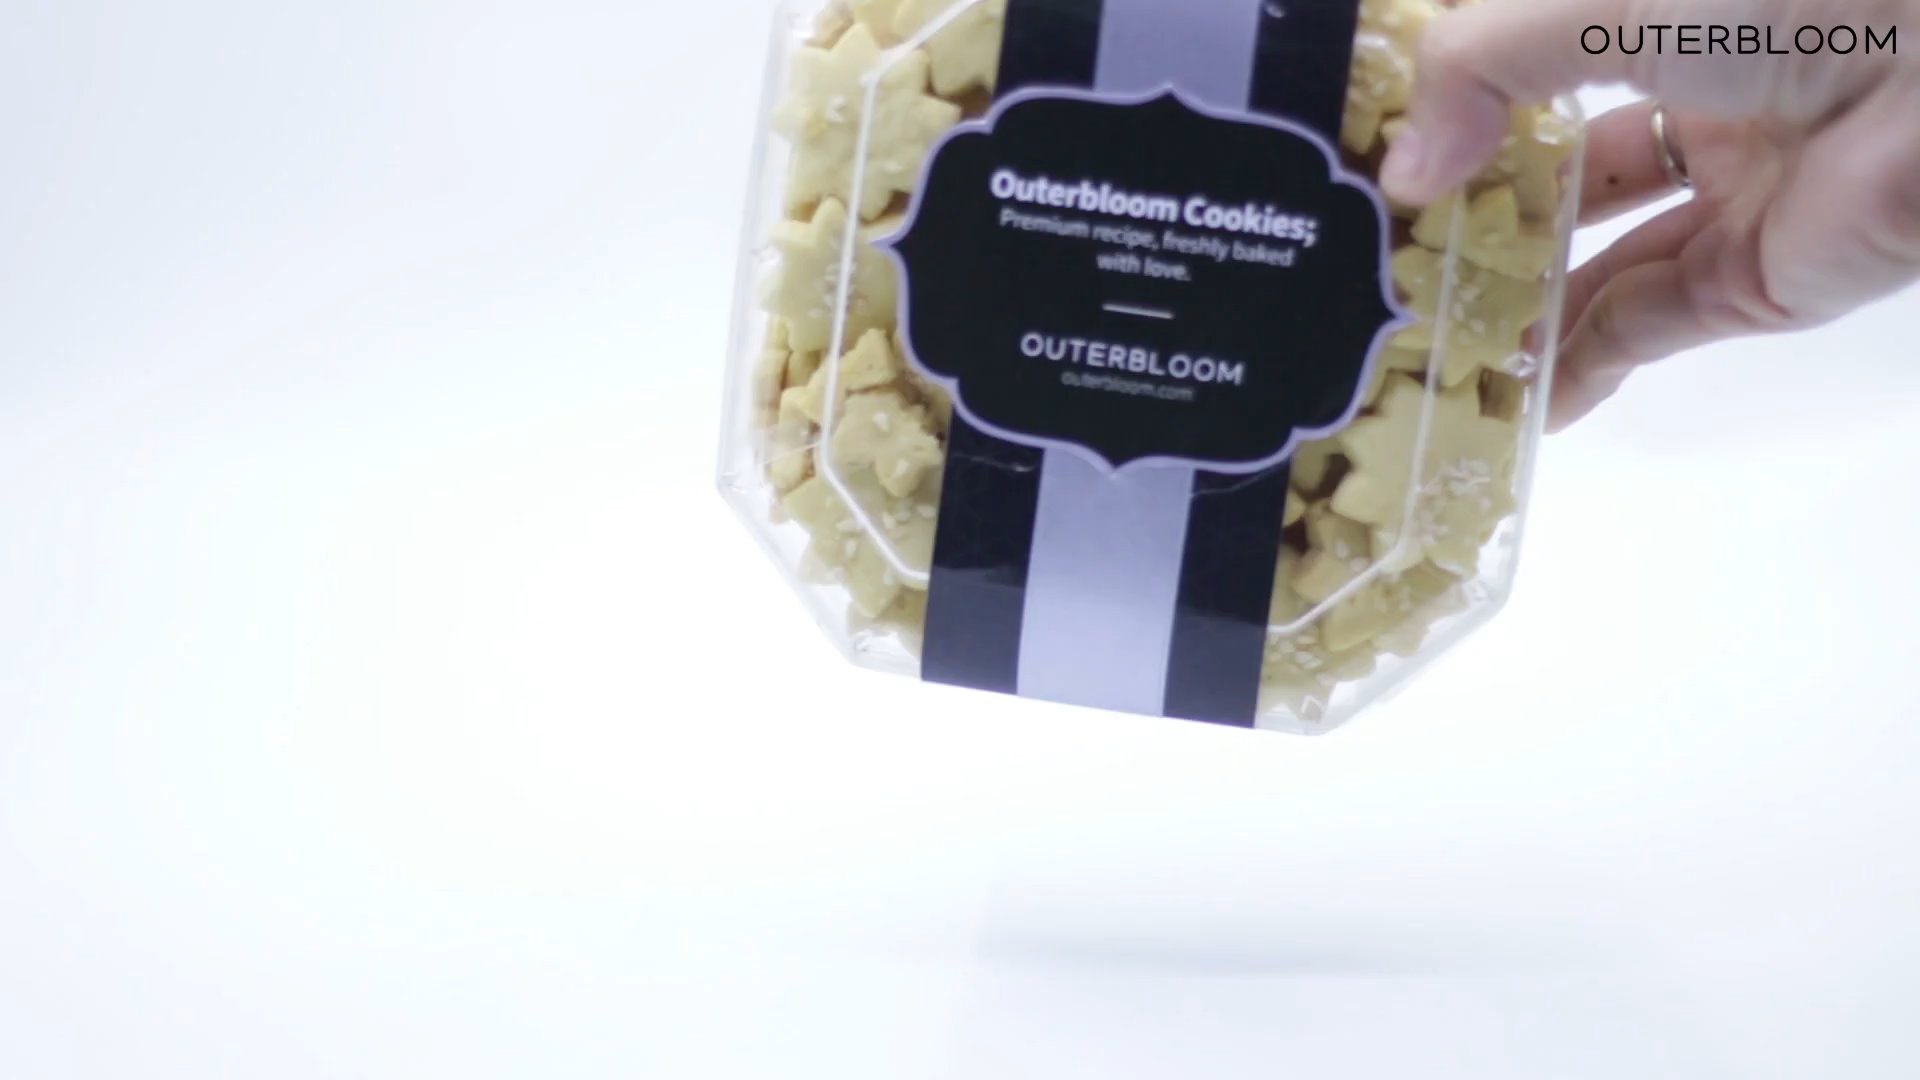 OUTERBLOOM
Outerbloom Cookies;
Premium recipe, freshly baked
with love.
OUTERBLOOM
outerbloom.com